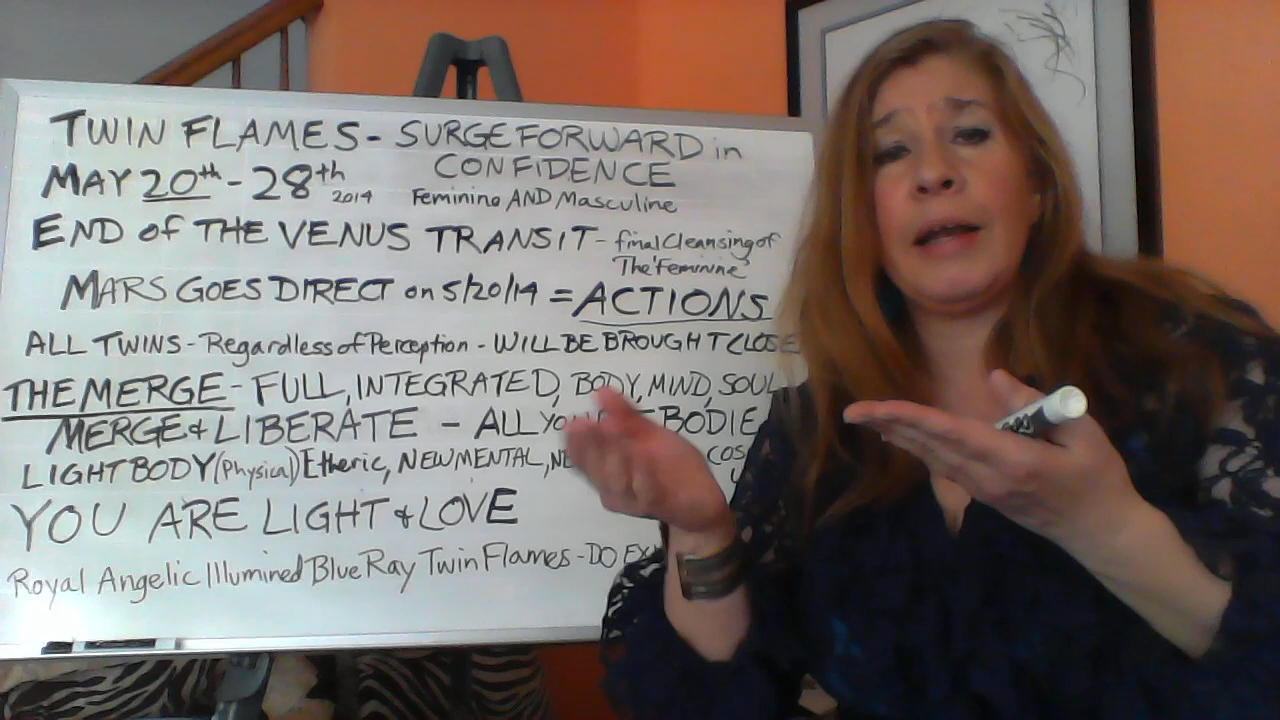 TWIN FLAMES - SURGE FORWARD in
CONFIDENCE
MAY 20th - 28th 2014
Feminine AND Masculine
END of THE VENUS TRANSIT - final Cleansing of
The 'Feminine'
MARS GOES DIRECT on 5/20/14 = ACTIONS
ALL TWINS - Regardless of Perception - WILL BE BROUGHT CLOSE
THE MERGE - FULL, INTEGRATED, BODY, MIND, SOUL
MERGE & LIBERATE - ALL
LIGHT BODY (Physical) Etheric, NEW MENTAL,
YOU ARE LIGHT & LOVE
Royal Angelic Illumined Blue Ray Twin Flames - DO
EXPO